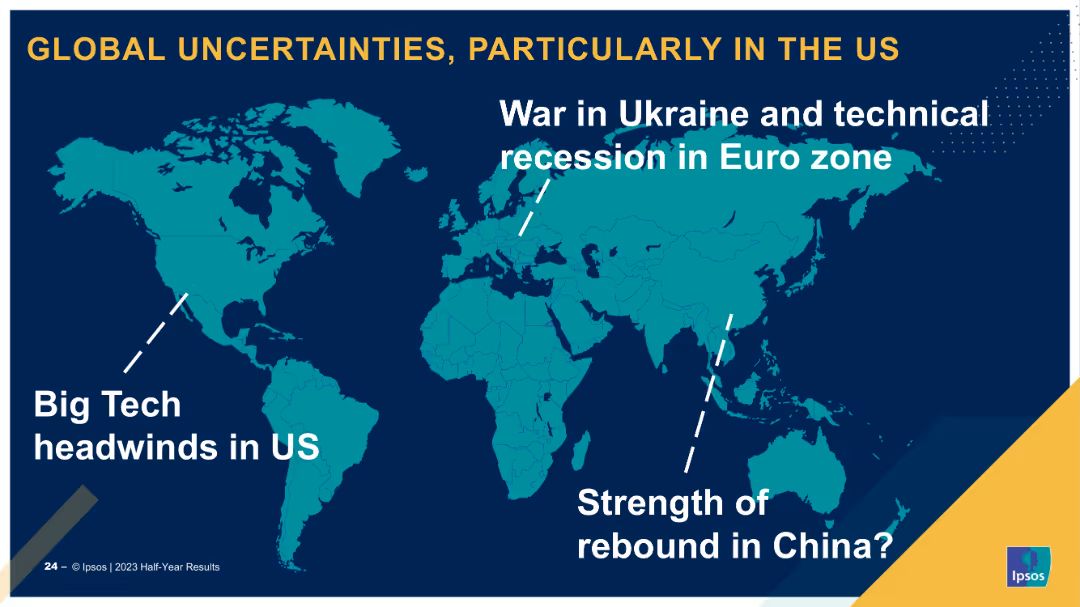 GLOBAL UNCERTAINTIES, PARTICULARLY IN THE US
War in Ukraine and technical
recession in Euro zone
Big Tech
headwinds in US
Strength of
rebound in China?
24 – © Ipsos | 2023 Half-Year Results
Ipsos